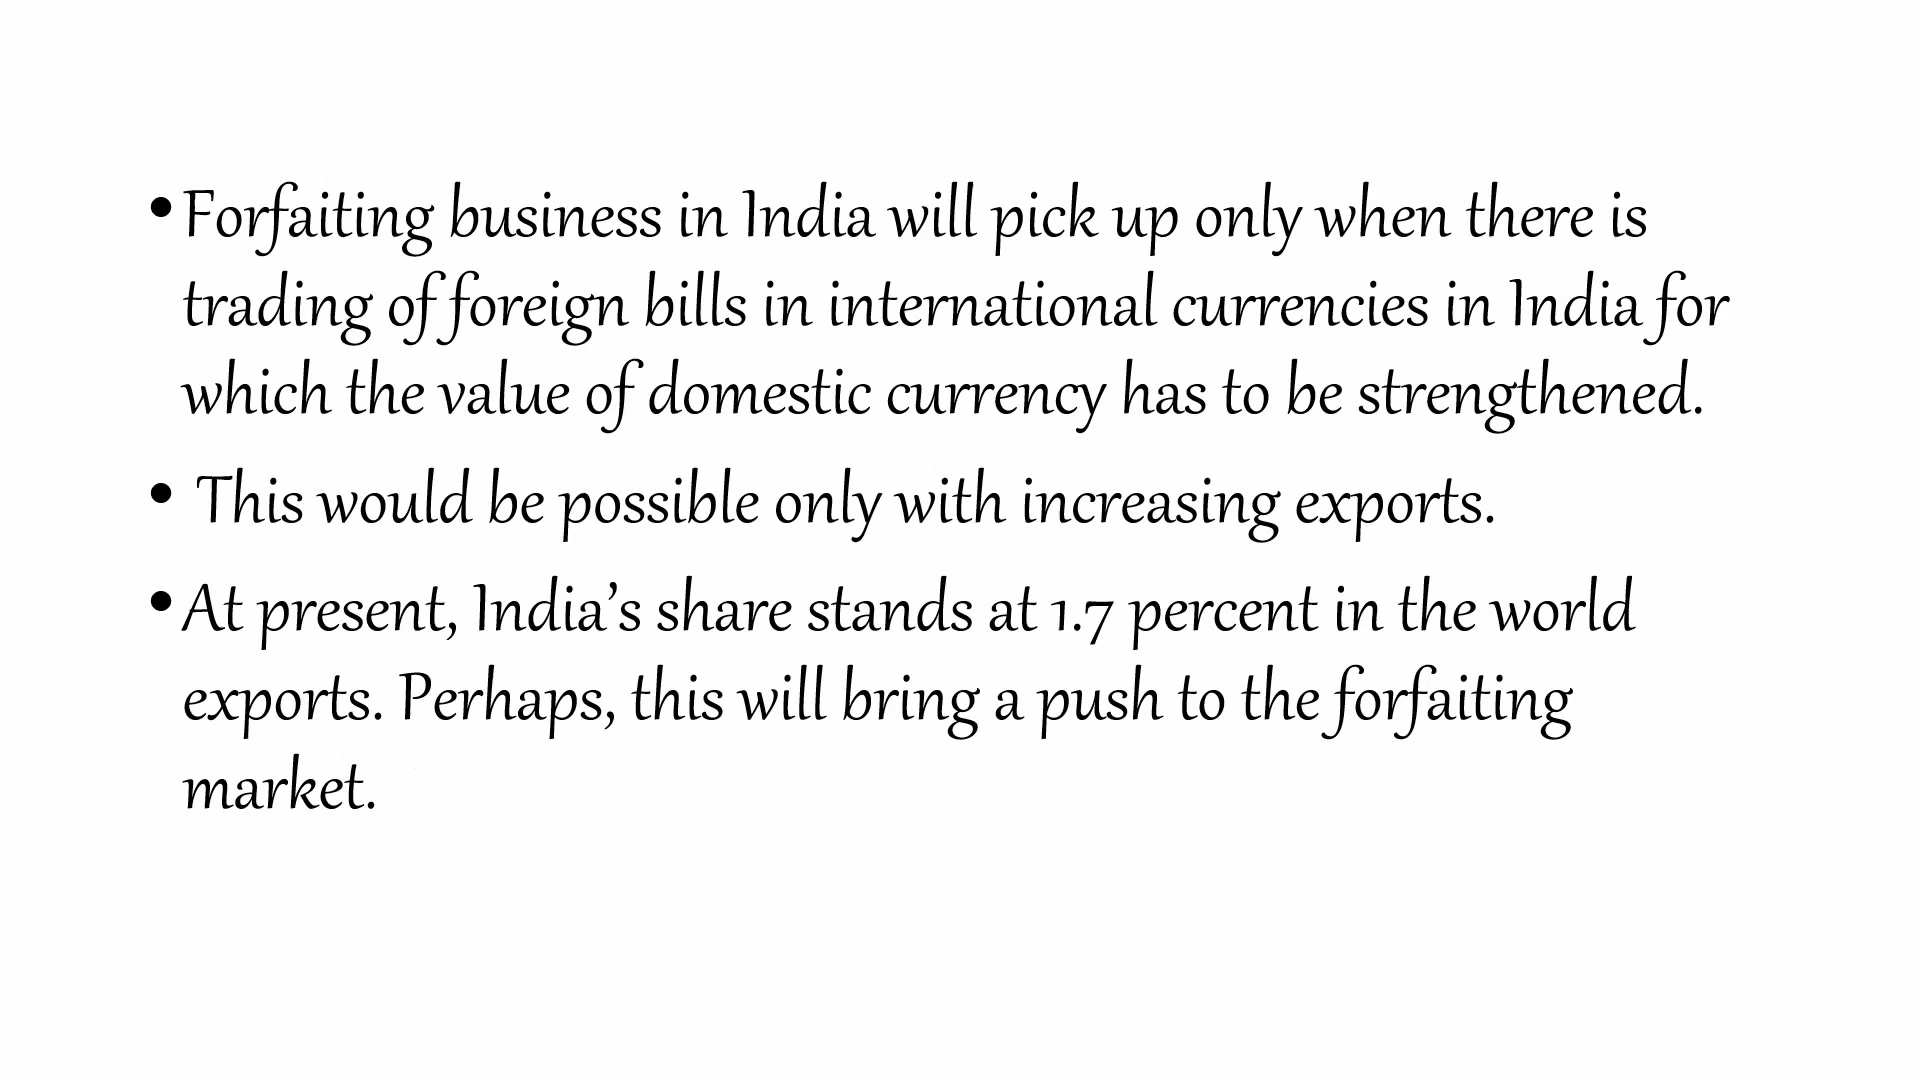 •Forfaiting business in India will pick up only when there is
trading of foreign bills in international currencies in India for
which the value of domestic currency has to be strengthened.
• This would be possible only with increasing exports.
•At present, India’s share stands at 1.7 percent in the world
exports. Perhaps, this will bring a push to the forfaiting
market.